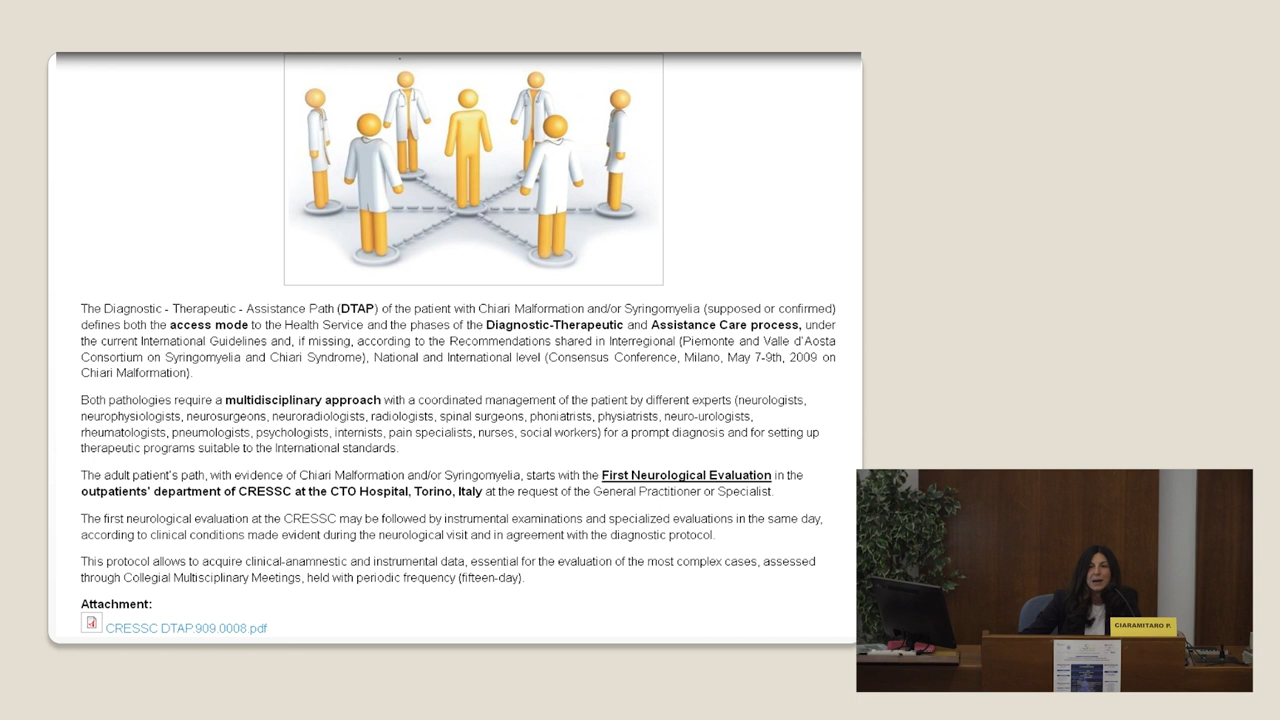 The Diagnostic - Therapeutic - Assistance Path (DTAP) of the patient with Chiari Malformation and/or Syringomyelia (supposed or confirmed)
defines both the access mode to the Health Service and the phases of the Diagnostic-Therapeutic and Assistance Care process, under
the current International Guidelines and, if missing, according to the Recommendations shared in Interregional (Piemonte and Valle d'Aosta
Consortium on Syringomyelia and Chiari Syndrome), National and International level (Consensus Conference, Milano, May 7-9th, 2009 on
Chiari Malformation).
Both pathologies require a multidisciplinary approach with a coordinated management of the patient by different experts (neurologists,
neurophysiologists, neurosurgeons, neuroradiologists, radiologists, spinal surgeons, phoniatrists, physiatrists, neuro-urologists,
rheumatologists, pneumologists, psychologists, internists, pain specialists, nurses, social workers) for a prompt diagnosis and for setting up
therapeutic programs suitable to the International standards.
The adult patient's path, with evidence of Chiari Malformation and/or Syringomyelia, starts with the First Neurological Evaluation in the
outpatients' department of CRESSC at the CTO Hospital, Torino, Italy at the request of the General Practitioner or Specialist.
The first neurological evaluation at the CRESSC may be followed by instrumental examinations and specialized evaluations in the same day,
according to clinical conditions made evident during the neurological visit and in agreement with the diagnostic protocol.
This protocol allows to acquire clinical-anamnestic and instrumental data, essential for the evaluation of the most complex cases, assessed
through Collegial Multisciplinary Meetings, held with periodic frequency (fifteen-day).
Attachment:
CRESSC DTAP.909.0008.pdf
CIARAMITARO P.